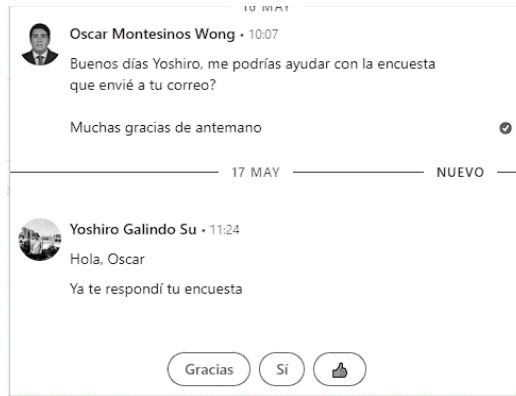 16 MAY
Oscar Montesinos Wong • 10:07
Buenos días Yoshiro, me podrías ayudar con la encuesta
que envié a tu correo?
Muchas gracias de antemano
17 MAY NUEVO
Yoshiro Galindo Su • 11:24
Hola, Oscar
Ya te respondí tu encuesta
Gracias Sí